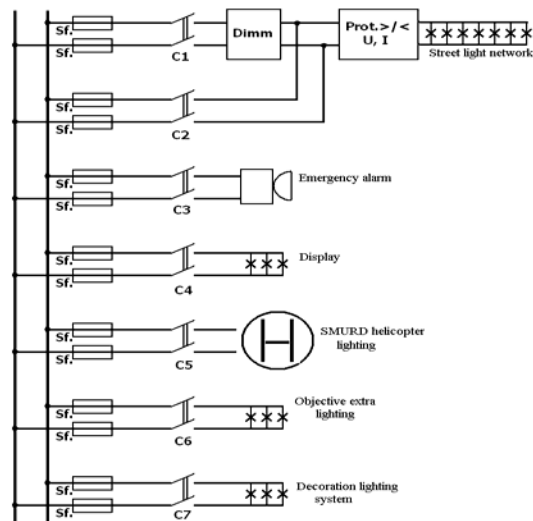 Sf.
Sf.
C1
Dimm
Prot.>/<
U, I
Street light network
Sf.
Sf.
C2
Sf.
Sf.
C3
Emergency alarm
Sf.
Sf.
C4
Display
Sf.
Sf.
C5
H
SMURD helicopter
lighting
Sf.
Sf.
C6
Objective extra
lighting
Sf.
Sf.
C7
Decoration lighting
system